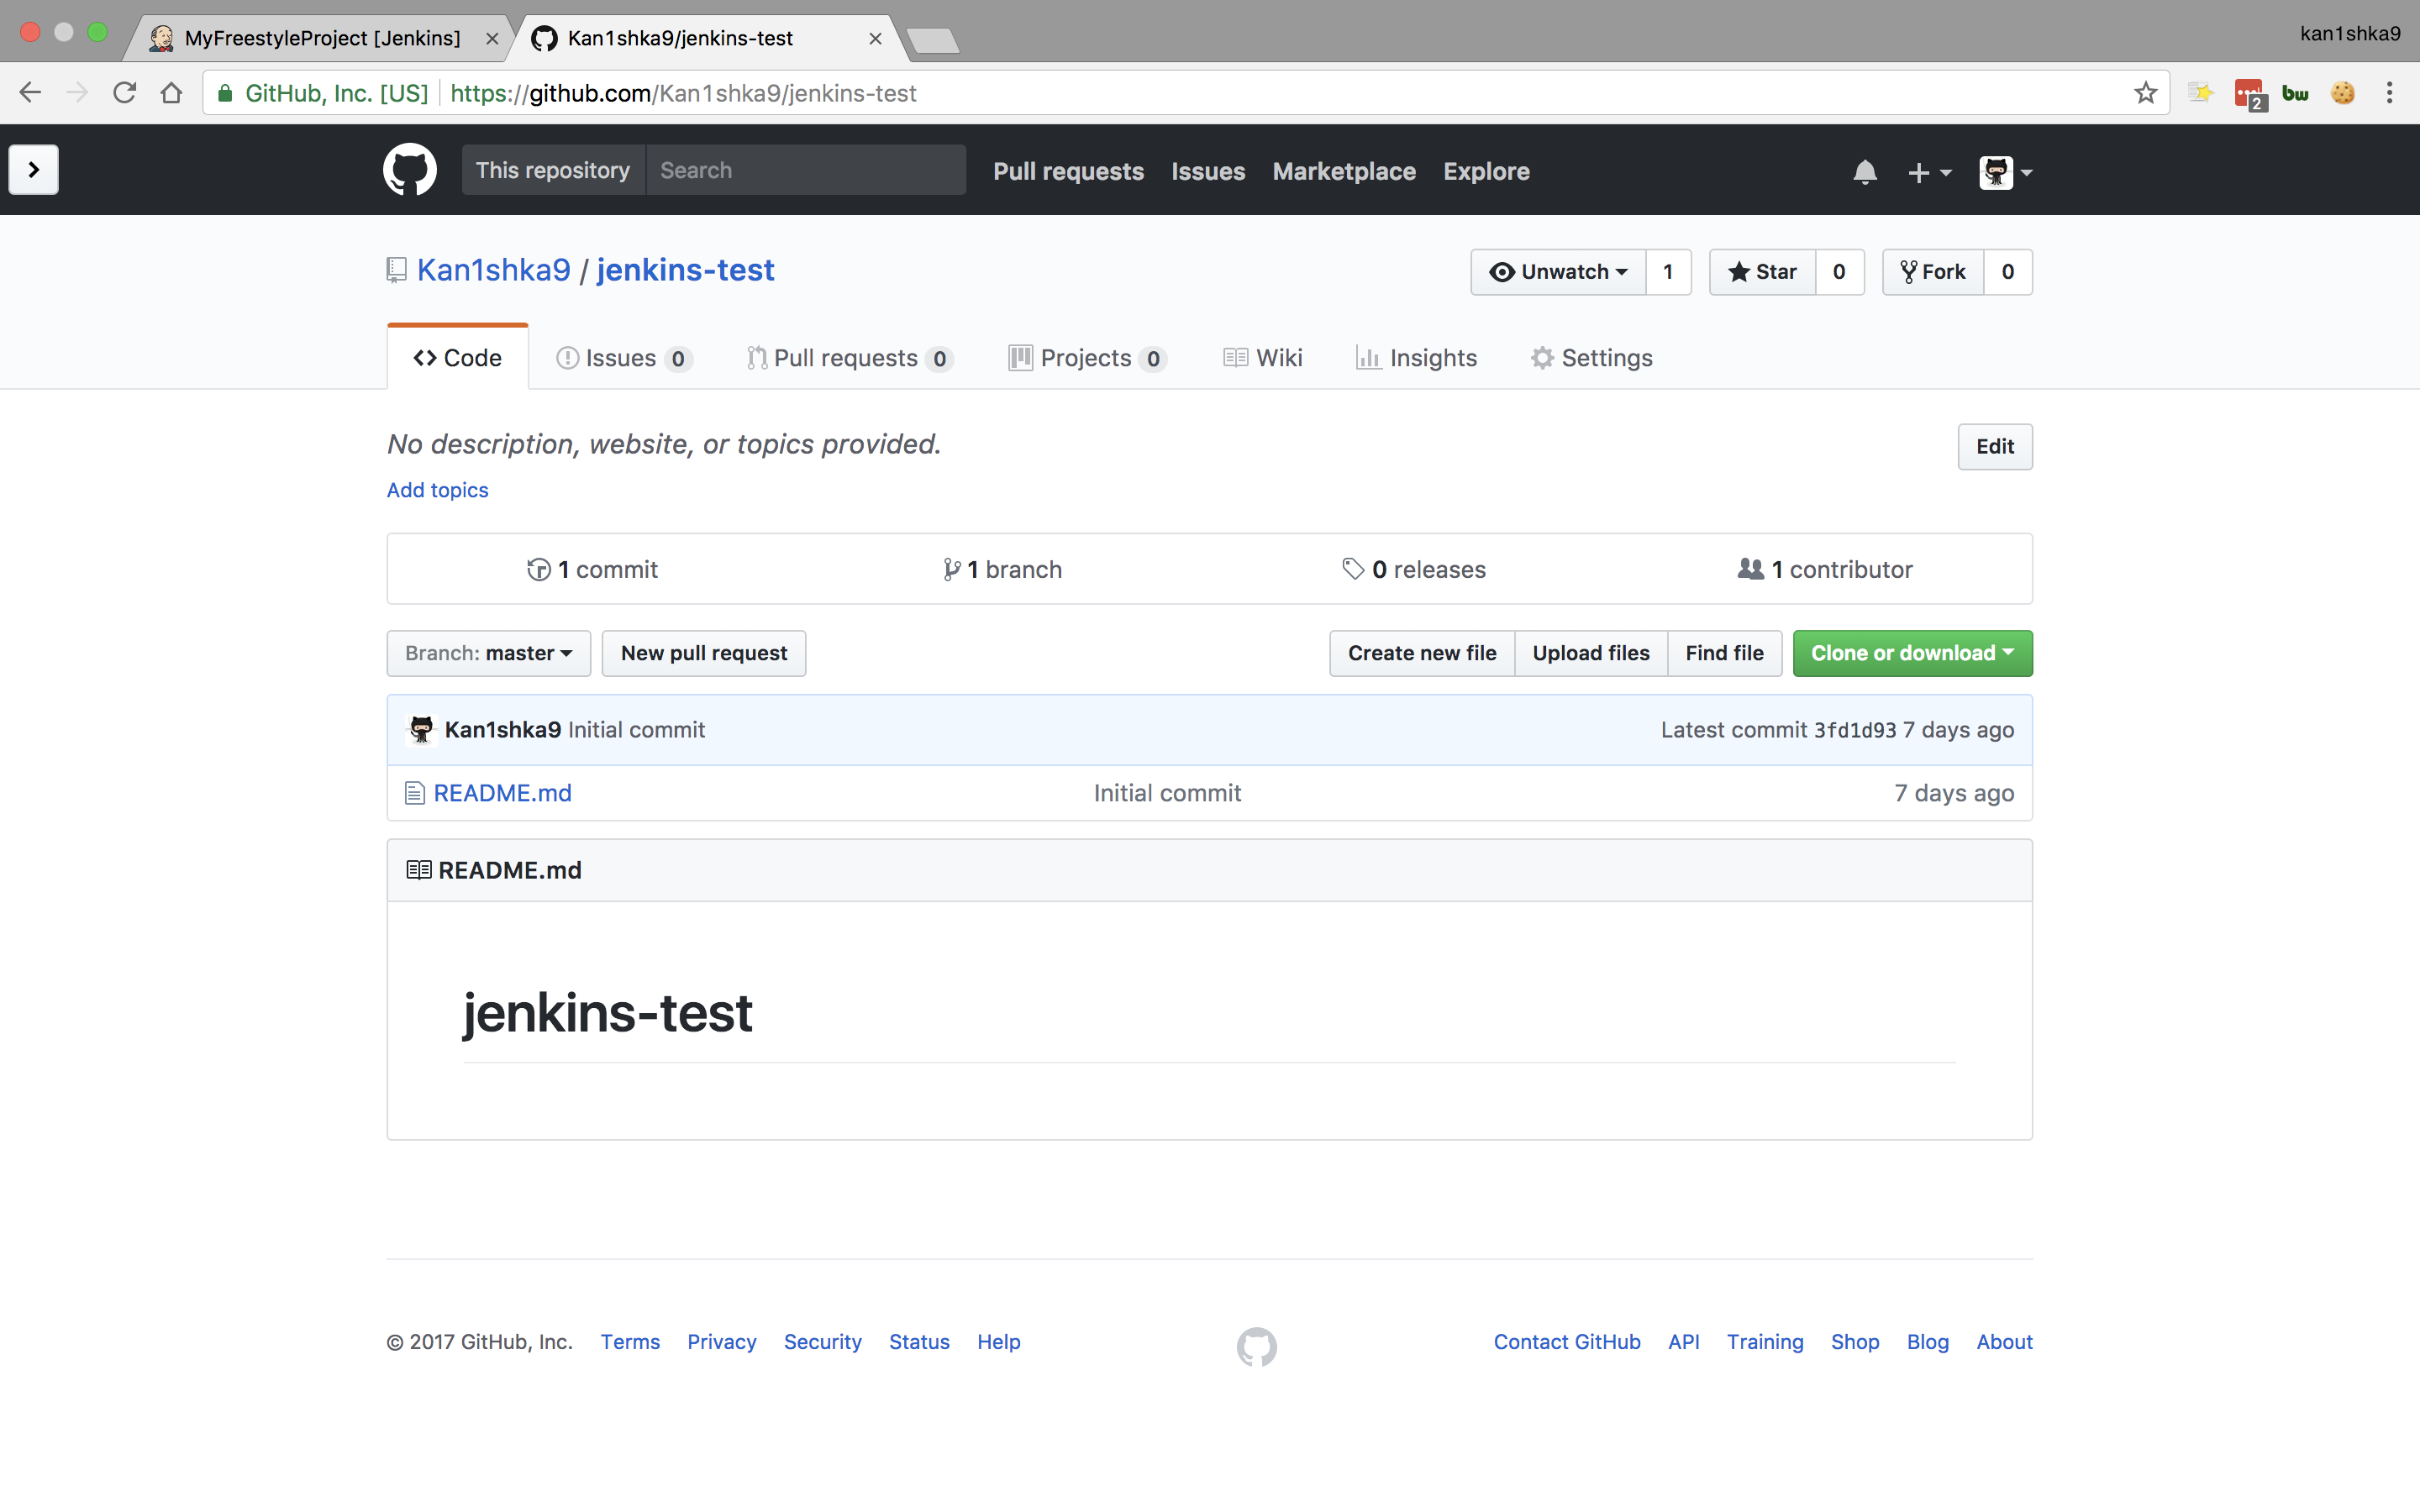 MyFreestyleProject [Jenkins] Kan1shka9/jenkins-test kan1shka9
GitHub, Inc. [US] https://github.com/Kan1shka9/jenkins-test 2 bw
This repository Search Pull requests Issues Marketplace Explore
Kan1shka9 / jenkins-test Unwatch 1 Star 0 Fork 0
Code Issues 0 Pull requests 0 Projects 0 Wiki Insights Settings
No description, website, or topics provided. Edit
Add topics
1 commit 1 branch 0 releases 1 contributor
Branch: master New pull request Create new file Upload files Find file Clone or download
Kan1shka9 Initial commit Latest commit 3fd1d93 7 days ago
README.md Initial commit 7 days ago
README.md
jenkins-test
© 2017 GitHub, Inc. Terms Privacy Security Status Help Contact GitHub API Training Shop Blog About